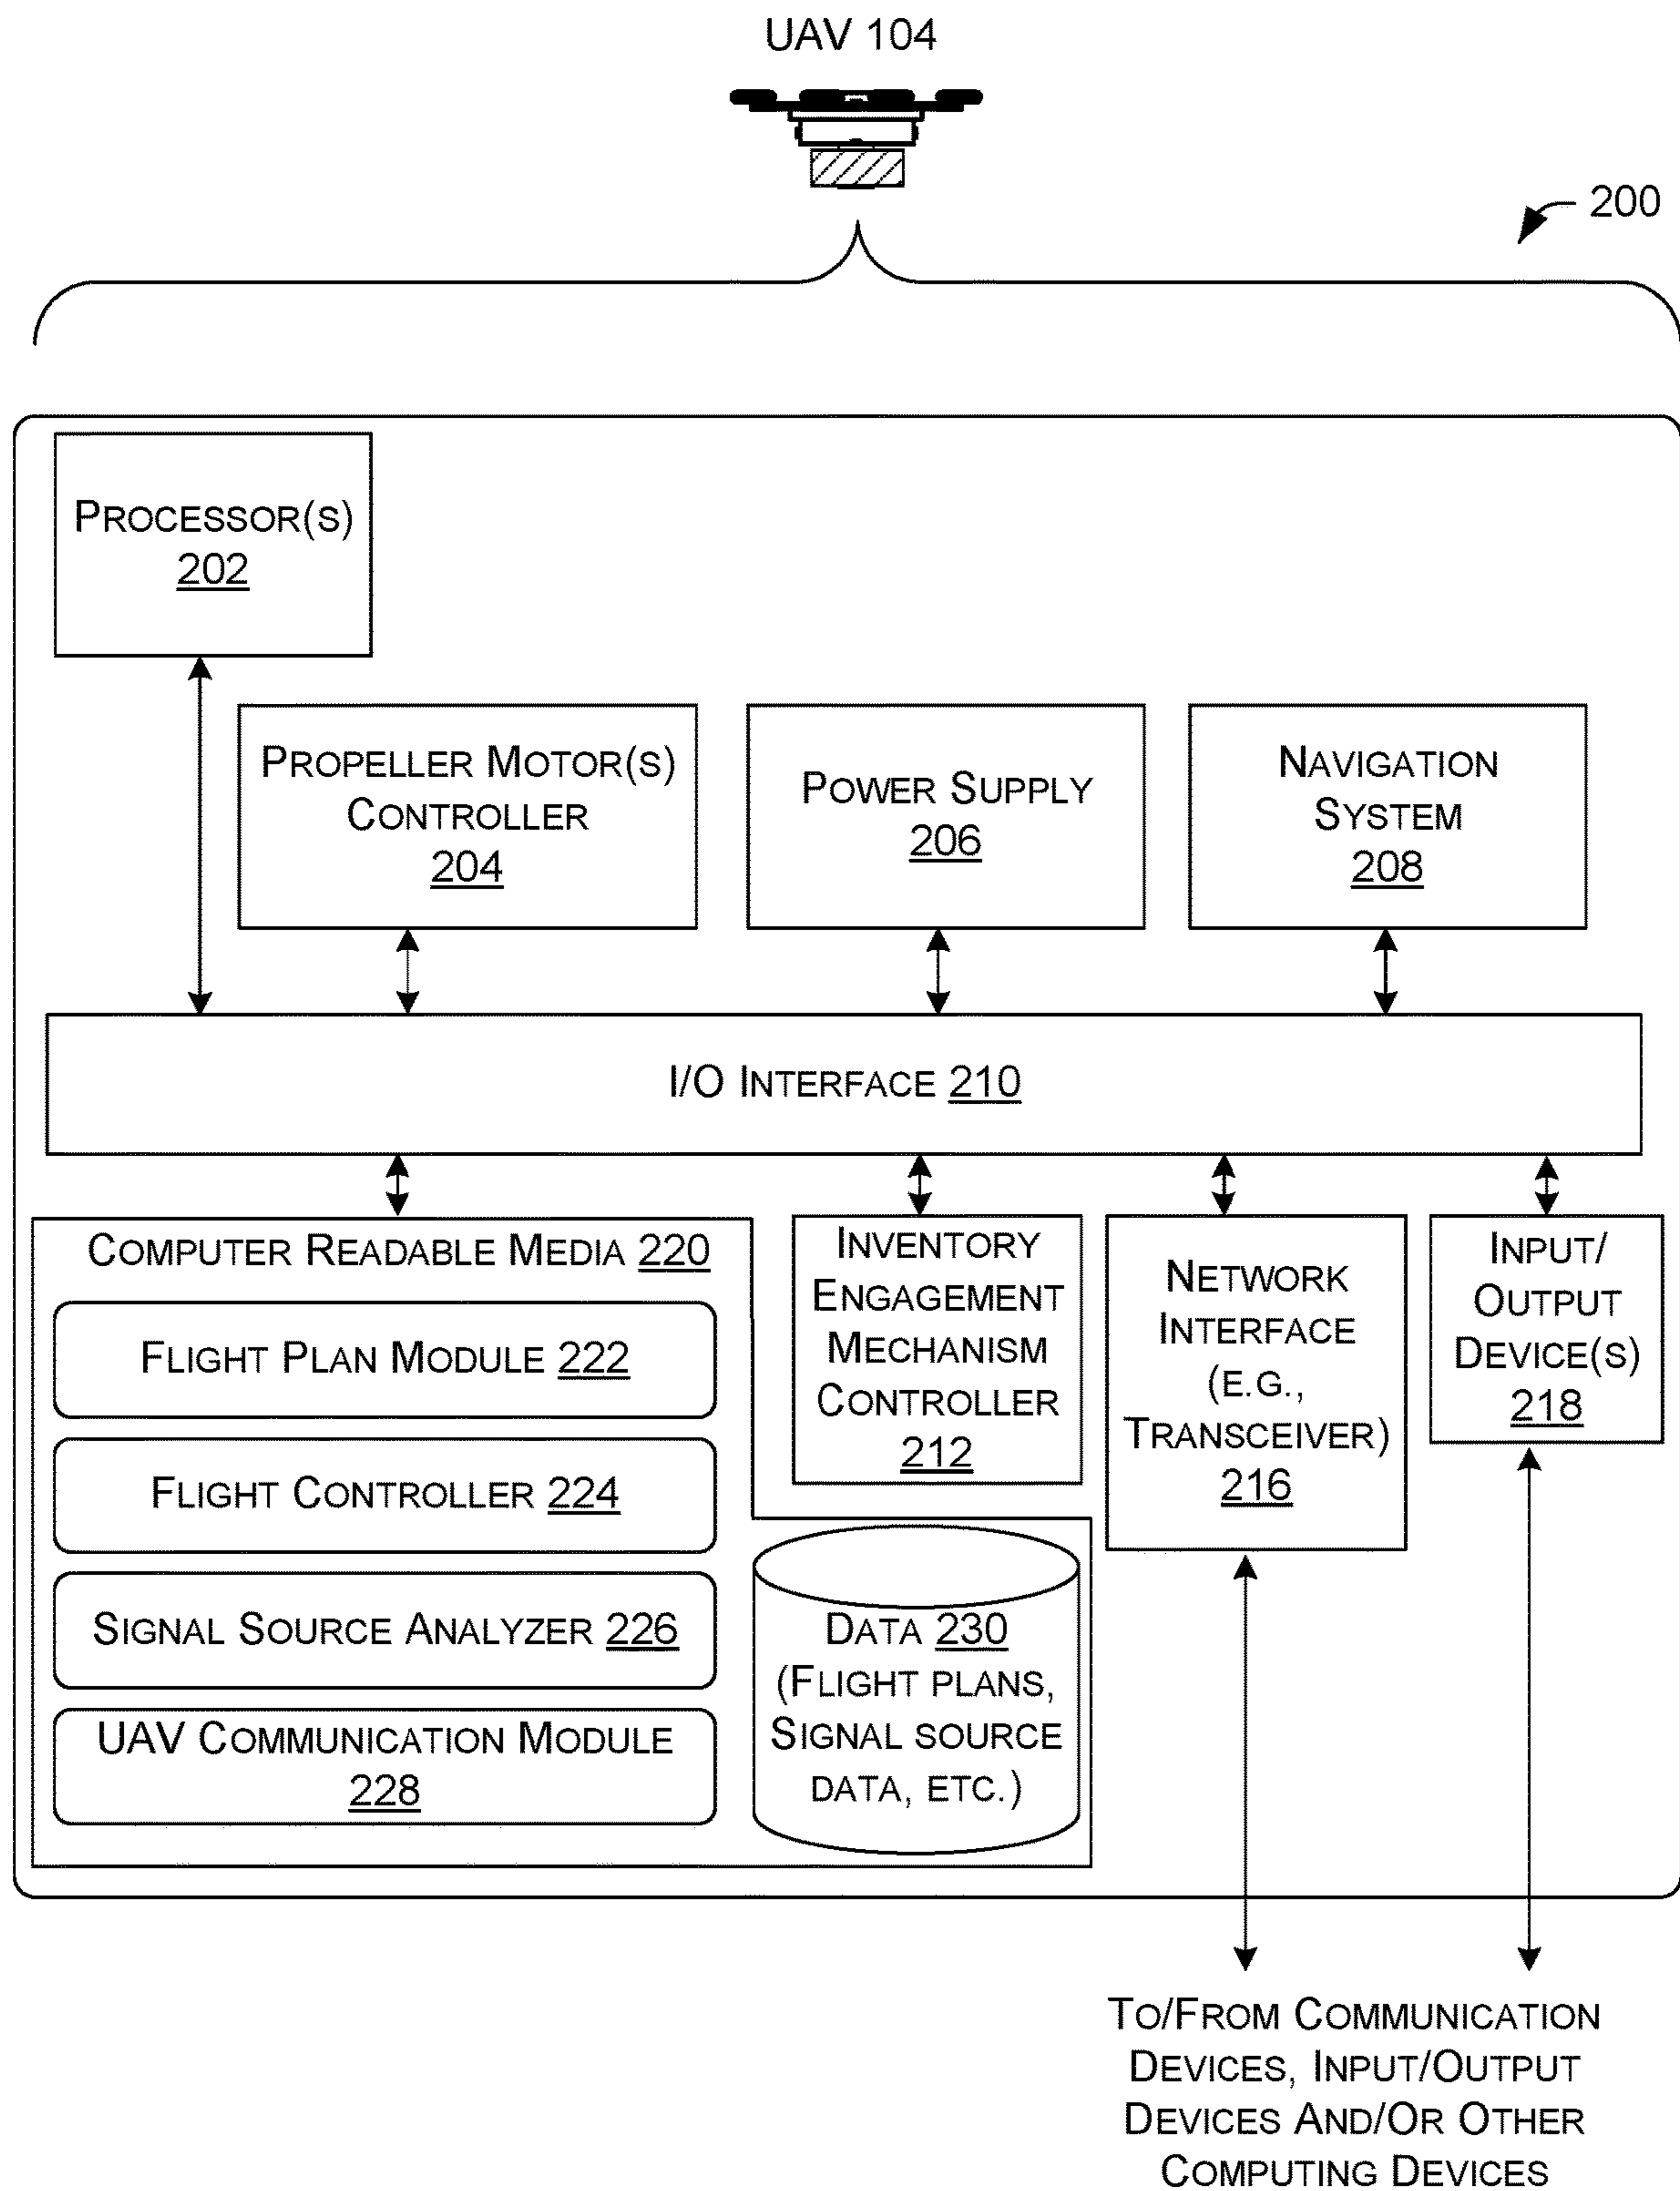 UAV 104
200
PROCESSOR(S)
202
PROPELLER MOTOR(S)
CONTROLLER
204
POWER SUPPLY
206
NAVIGATION
SYSTEM
208
I/O INTERFACE 210
COMPUTER READABLE MEDIA 220
FLIGHT PLAN MODULE 222
FLIGHT CONTROLLER 224
SIGNAL SOURCE ANALYZER 226
UAV COMMUNICATION MODULE
228
DATA 230
(FLIGHT PLANS,
SIGNAL SOURCE
DATA, ETC.)
INVENTORY
ENGAGEMENT
MECHANISM
CONTROLLER
212
NETWORK
INTERFACE
(E.G.,
TRANSCEIVER)
216
INPUT/
OUTPUT
DEVICE(S)
218
TO/FROM COMMUNICATION
DEVICES, INPUT/OUTPUT
DEVICES AND/OR OTHER
COMPUTING DEVICES